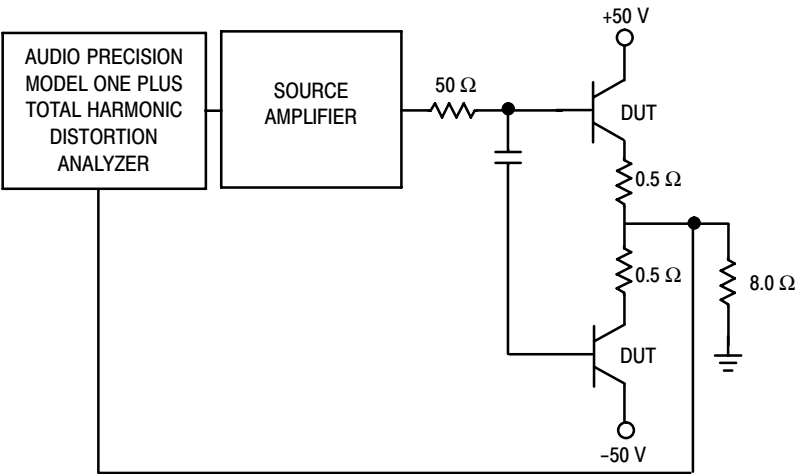 +50 V
AUDIO PRECISION
MODEL ONE PLUS
TOTAL HARMONIC
DISTORTION
ANALYZER
SOURCE
AMPLIFIER
50 Ω
DUT
0.5 Ω
0.5 Ω
8.0 Ω
DUT
−50 V